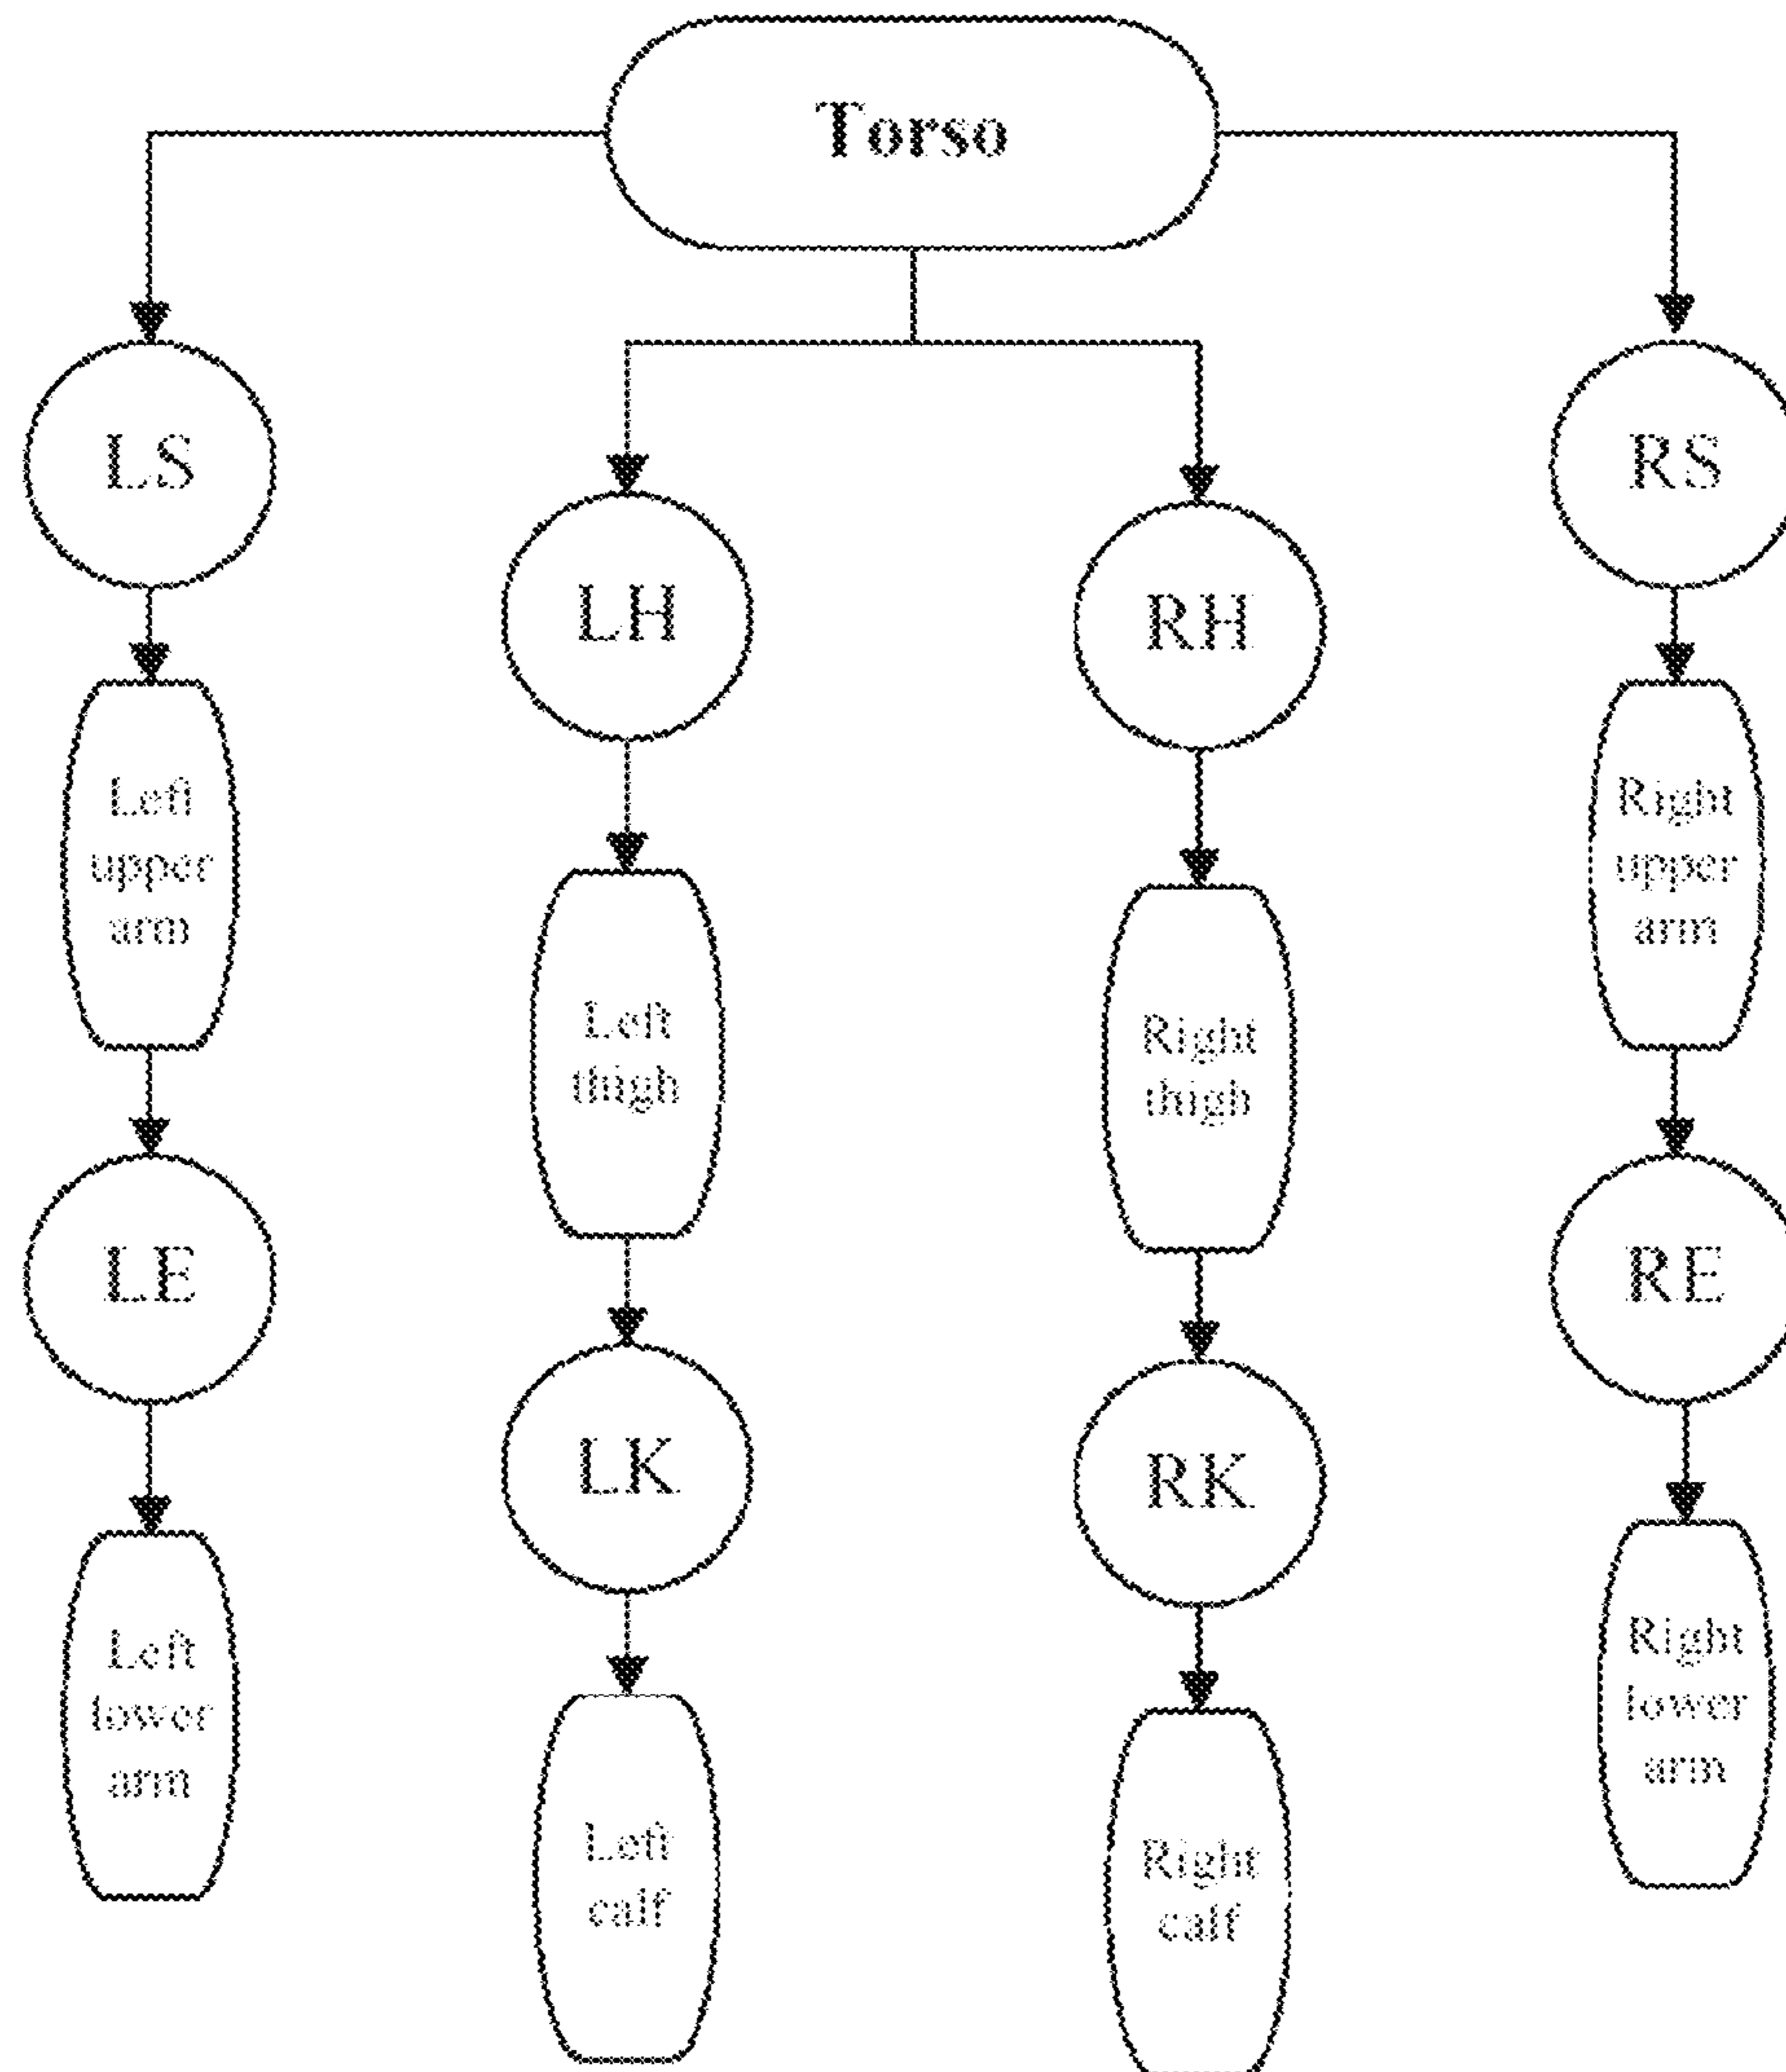 Torso
LS
RS
LH
RH
Left
upper
arm
Right
upper
arm
Left
thigh
Right
thigh
LE
RE
LK
RK
Left
lower
arm
Right
lower
arm
Left
calf
Right
calf